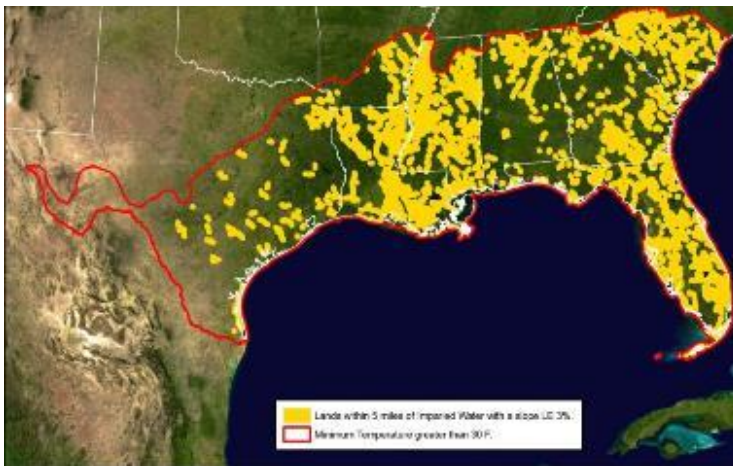 Lands within 5 miles of Impaired Water with a slope LE 3%.
Minimum Temperature greater than 30 F.